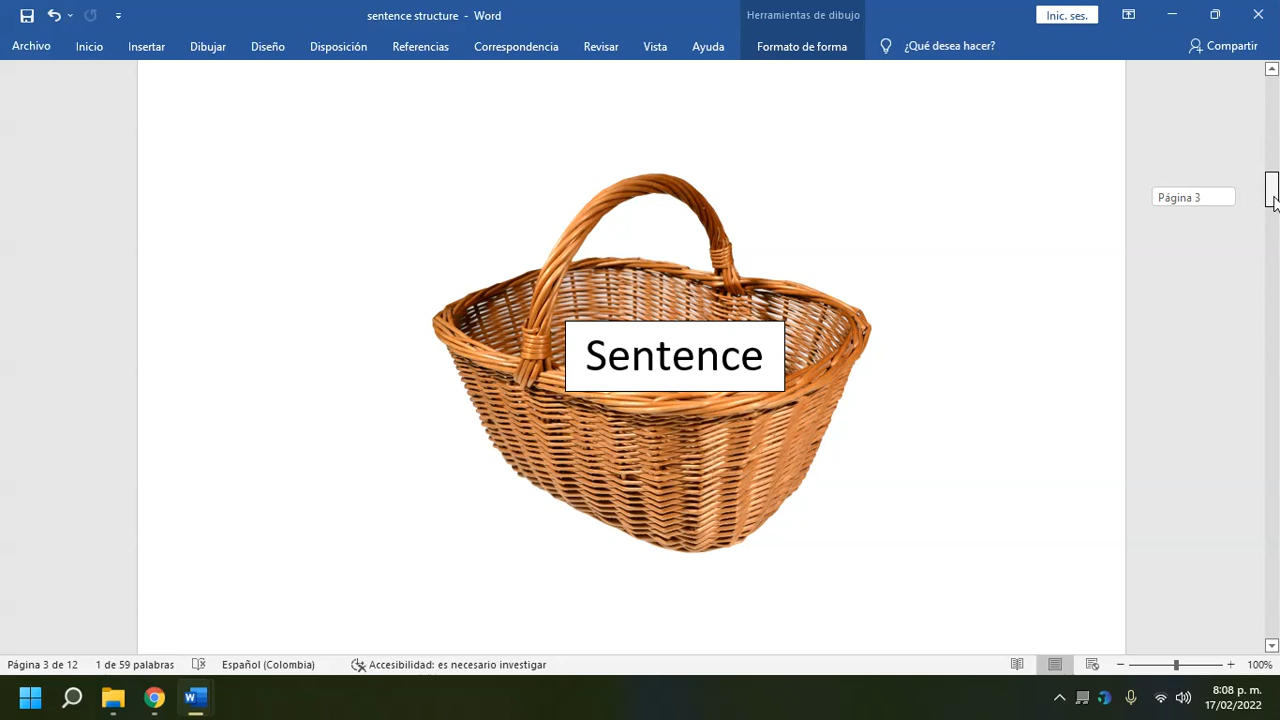 sentence structure - Word
Herramientas de dibujo
Inic. ses.
Archivo Inicio Insertar Dibujar Diseño Disposición Referencias Correspondencia Revisar Vista Ayuda Formato de forma ¿Qué desea hacer? Compartir
Página 3
Sentence
Página 3 de 12 1 de 59 palabras Español (Colombia) Accesibilidad: es necesario investigar 100%
8:08 p. m.
17/02/2022